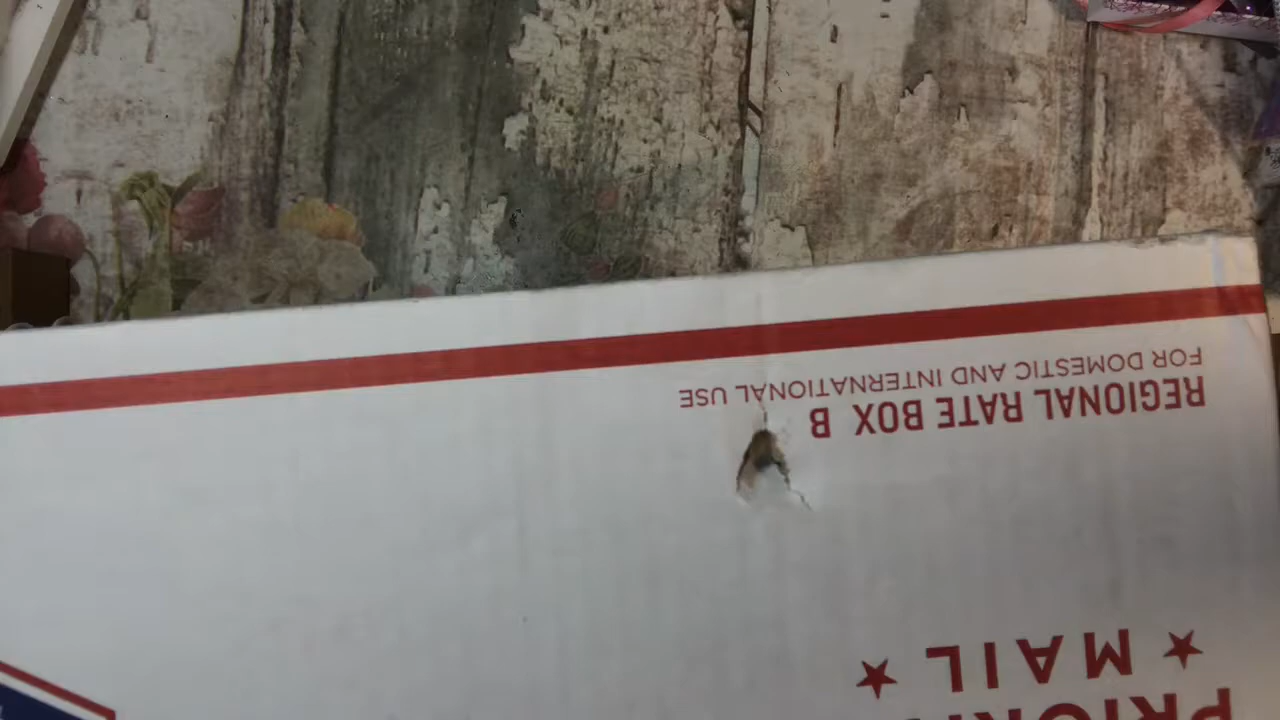 ★ MAIL ★
REGIONAL RATE BOX B
FOR DOMESTIC AND INTERNATIONAL USE